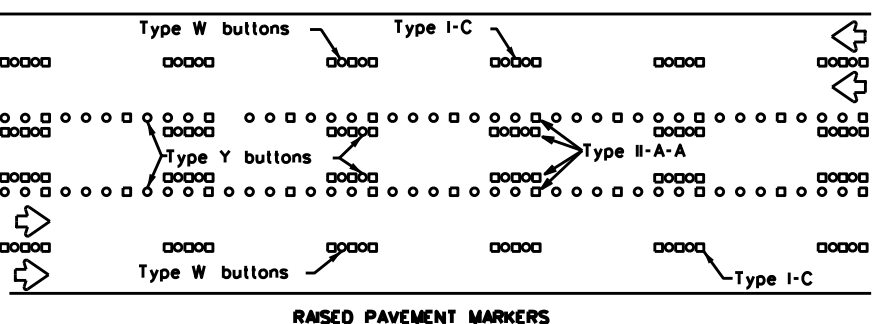 Type W buttons
Type I-C
Type Y buttons
Type II-A-A
Type W buttons
Type I-C
RAISED PAVEMENT MARKERS